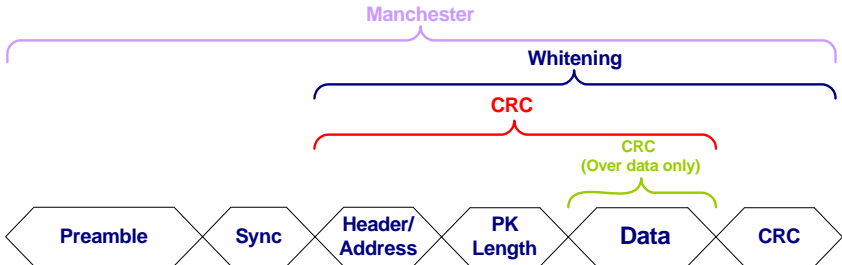 Manchester
Whitening
CRC
CRC
(Over data only)
Preamble
Sync
Header/
Address
PK
Length
Data
CRC